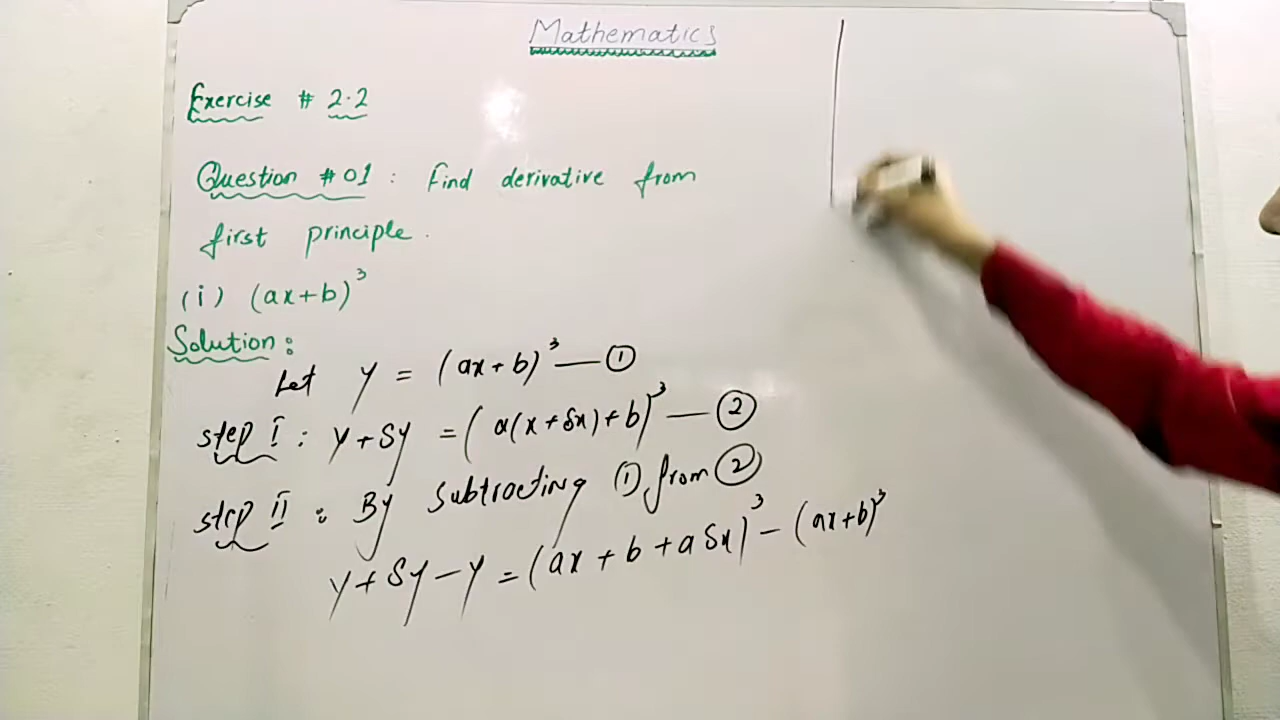 Mathematics
Exercise # 2.2
Question #01 : Find derivative from
first principle.
(i) (ax+b)³
Solution:
Let y = (ax+b)³ — ①
step I : y+δy = (a(x+δx)+b)³ — ②
step II : By subtracting ① from ②
y+δy-y = (ax+b+aδx)³ - (ax+b)³